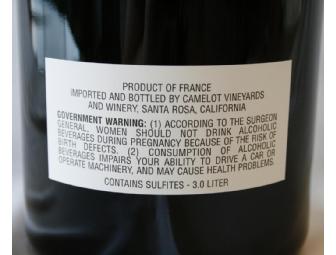 PRODUCT OF FRANCE
IMPORTED AND BOTTLED BY CAMELOT VINEYARDS
AND WINERY, SANTA ROSA, CALIFORNIA
GOVERNMENT WARNING: (1) ACCORDING TO THE SURGEON
GENERAL, WOMEN SHOULD NOT DRINK ALCOHOLIC
BEVERAGES DURING PREGNANCY BECAUSE OF THE RISK OF
BIRTH DEFECTS. (2) CONSUMPTION OF ALCOHOLIC
BEVERAGES IMPAIRS YOUR ABILITY TO DRIVE A CAR OR
OPERATE MACHINERY, AND MAY CAUSE HEALTH PROBLEMS.
CONTAINS SULFITES - 3.0 LITER